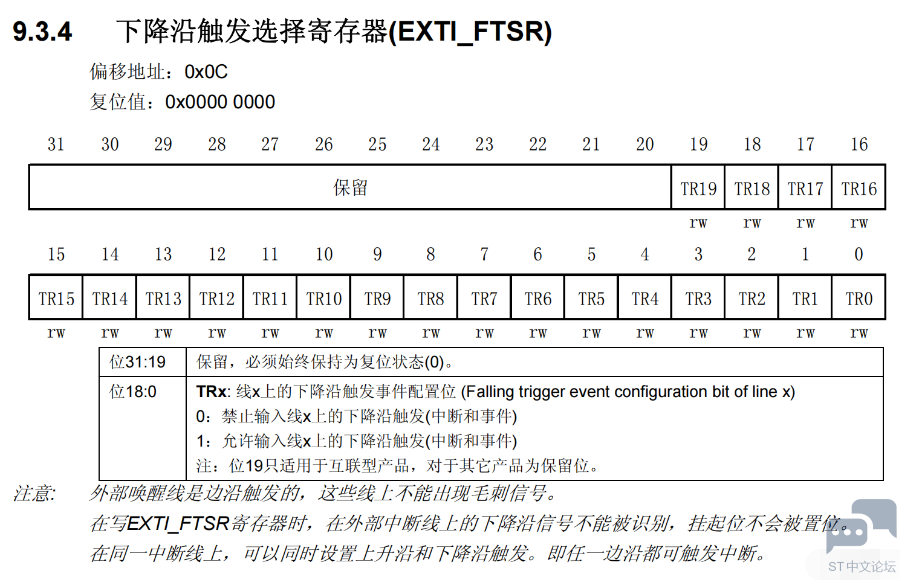 9.3.4 下降沿触发选择寄存器(EXTI_FTSR)
偏移地址：0x0C
复位值：0x0000 0000
31 30 29 28 27 26 25 24 23 22 21 20 19 18 17 16
保留 TR19 TR18 TR17 TR16
rw rw rw rw
15 14 13 12 11 10 9 8 7 6 5 4 3 2 1 0
TR15 TR14 TR13 TR12 TR11 TR10 TR9 TR8 TR7 TR6 TR5 TR4 TR3 TR2 TR1 TR0
rw rw rw rw rw rw rw rw rw rw rw rw rw rw rw rw
位31:19 保留，必须始终保持为复位状态(0)。
位18:0 TRx: 线x上的下降沿触发事件配置位 (Falling trigger event configuration bit of line x)
0：禁止输入线x上的下降沿触发(中断和事件)
1：允许输入线x上的下降沿触发(中断和事件)
注：位19只适用于互联型产品，对于其它产品为保留位。
注意: 外部唤醒线是边沿触发的，这些线上不能出现毛刺信号。
在写EXTI_FTSR寄存器时，在外部中断线上的下降沿信号不能被识别，挂起位不会被置位。
在同一中断线上，可以同时设置上升沿和下降沿触发。即任一边沿都可触发中断。
ST 中文论坛